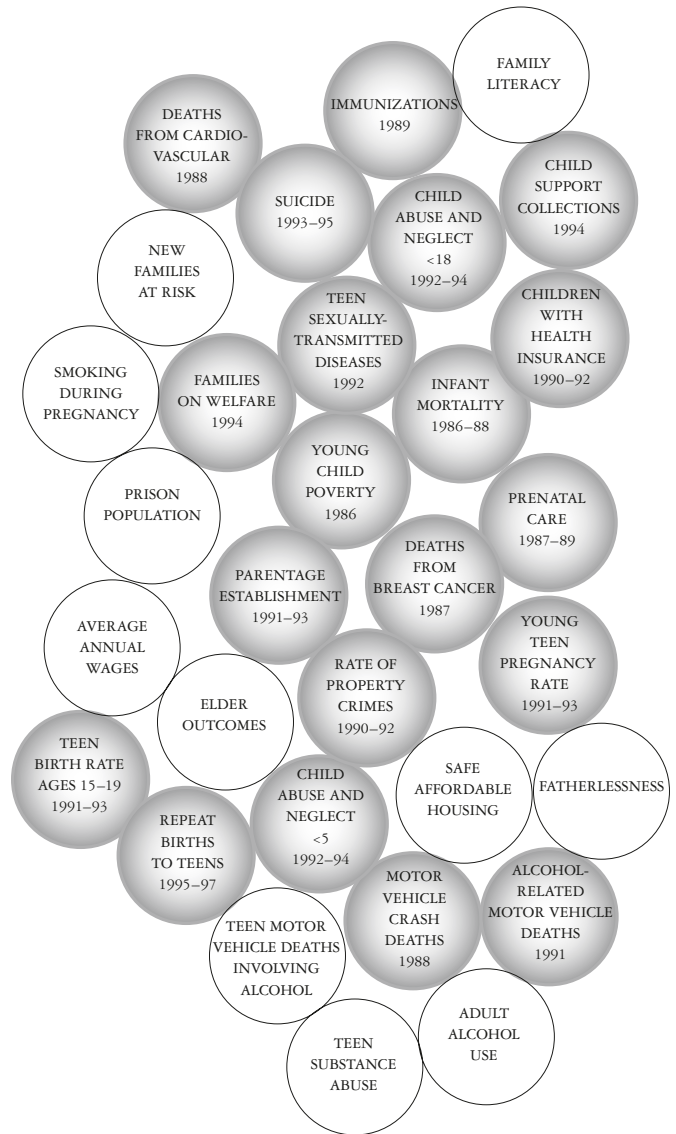 FAMILY
LITERACY
IMMUNIZATIONS
1989
DEATHS
FROM CARDIO-
VASCULAR
1988
CHILD
SUPPORT
COLLECTIONS
1994
SUICIDE
1993–95
CHILD
ABUSE AND
NEGLECT
<18
1992–94
NEW
FAMILIES
AT RISK
TEEN
SEXUALLY-
TRANSMITTED
DISEASES
1992
CHILDREN
WITH
HEALTH
INSURANCE
1990–92
SMOKING
DURING
PREGNANCY
FAMILIES
ON WELFARE
1994
INFANT
MORTALITY
1986–88
YOUNG
CHILD
POVERTY
1986
PRISON
POPULATION
PRENATAL
CARE
1987–89
DEATHS
FROM
BREAST CANCER
1987
PARENTAGE
ESTABLISHMENT
1991–93
AVERAGE
ANNUAL
WAGES
YOUNG
TEEN
PREGNANCY
RATE
1991–93
RATE OF
PROPERTY
CRIMES
1990–92
ELDER
OUTCOMES
TEEN
BIRTH RATE
AGES 15–19
1991–93
SAFE
AFFORDABLE
HOUSING
FATHERLESSNESS
CHILD
ABUSE AND
NEGLECT
<5
1992–94
REPEAT
BIRTHS
TO TEENS
1995–97
MOTOR
VEHICLE
CRASH
DEATHS
1988
ALCOHOL-
RELATED
MOTOR VEHICLE
DEATHS
1991
TEEN MOTOR
VEHICLE DEATHS
INVOLVING
ALCOHOL
ADULT
ALCOHOL
USE
TEEN
SUBSTANCE
ABUSE